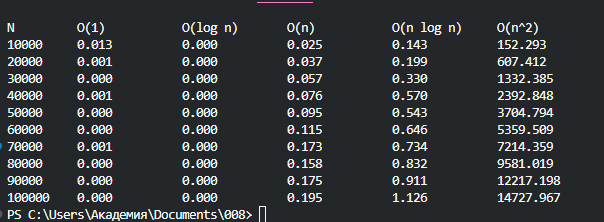 N O(1) O(log n) O(n) O(n log n) O(n^2)
10000 0.013 0.000 0.025 0.143 152.293
20000 0.001 0.000 0.037 0.199 607.412
30000 0.000 0.000 0.057 0.330 1332.385
40000 0.001 0.000 0.076 0.570 2392.848
50000 0.000 0.000 0.095 0.543 3704.794
60000 0.000 0.000 0.115 0.646 5359.509
70000 0.001 0.000 0.173 0.734 7214.359
80000 0.000 0.000 0.158 0.832 9581.019
90000 0.000 0.000 0.175 0.911 12217.198
100000 0.000 0.000 0.195 1.126 14727.967
PS C:\Users\Академия\Documents\008>